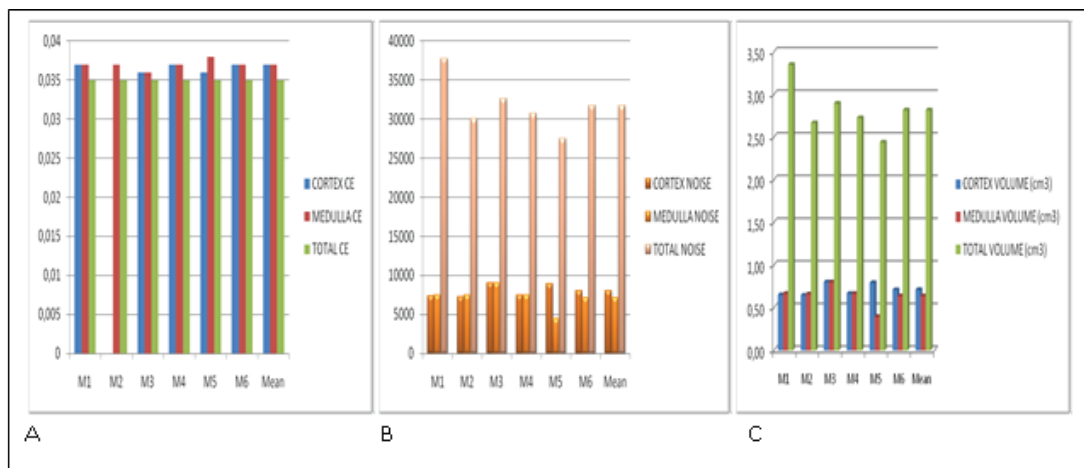 0,04
0,035
0,03
0,025
0,02
0,015
0,01
0,005
0
M1 M2 M3 M4 M5 M6 Mean
CORTEX CE
MEDULLA CE
TOTAL CE
A
40000
35000
30000
25000
20000
15000
10000
5000
0
M1 M2 M3 M4 M5 M6 Mean
CORTEX NOISE
MEDULLA NOISE
TOTAL NOISE
B
3,50
3,00
2,50
2,00
1,50
1,00
0,50
0,00
M1 M2 M3 M4 M5 M6 Mean
CORTEX VOLUME (cm3)
MEDULLA VOLUME (cm3)
TOTAL VOLUME (cm3)
C